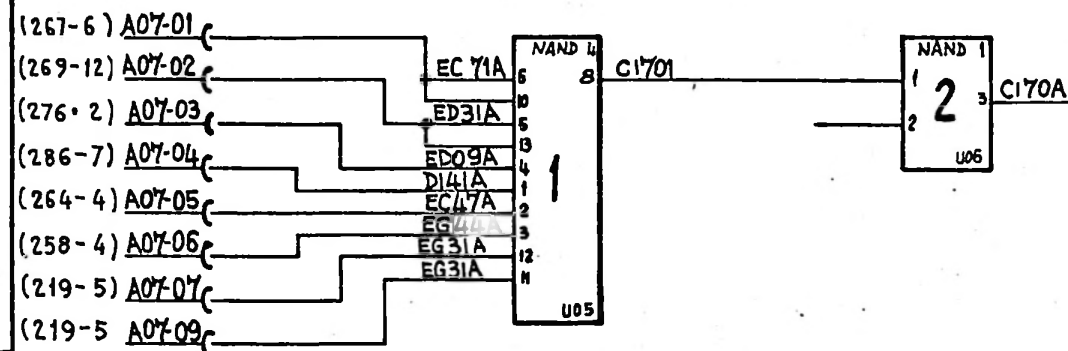 (267-6) A07-01
(269-12) A07-02
(276·2) A07-03
(286-7) A07-04
(264-4) A07-05
(258-4) A07-06
(219-5) A07-07
(219-5 A07-09
EC 71A
ED31A
ED09A
D141A
EC47A
EG44A
EG31A
EG31A
NAND 4
6
10
5
13
4
1
2
3
12
11
8
1
U05
C1701
NAND 1
1
2
3
2
U06
C170A